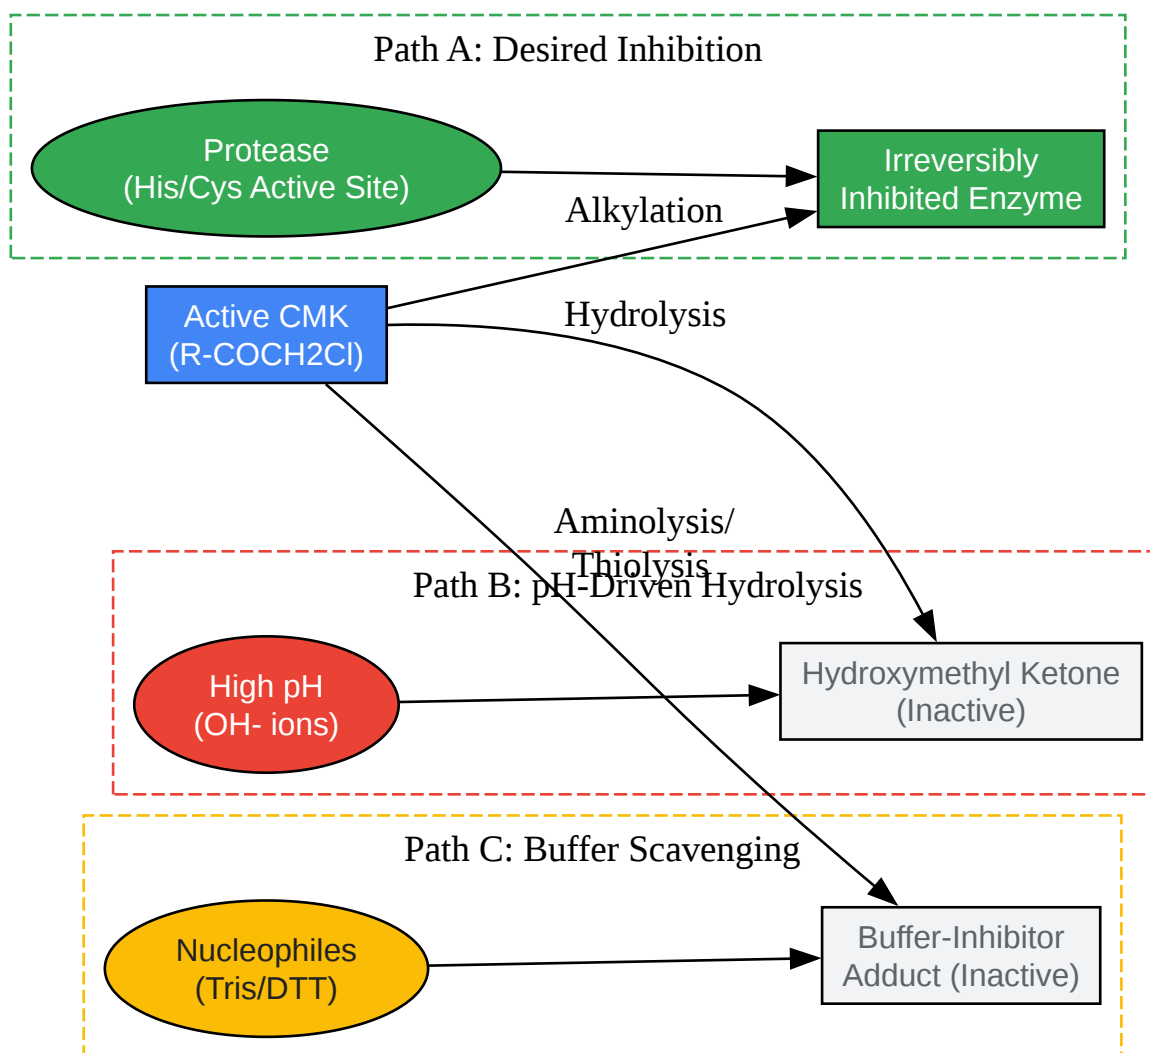 Path A: Desired Inhibition
Protease
(His/Cys Active Site)
Irreversibly
Inhibited Enzyme
Alkylation
Active CMK
(R-COCH2Cl)
Hydrolysis
Aminolysis/
Thiolysis
Path B: pH-Driven Hydrolysis
High pH
(OH- ions)
Hydroxymethyl Ketone
(Inactive)
Path C: Buffer Scavenging
Nucleophiles
(Tris/DTT)
Buffer-Inhibitor
Adduct (Inactive)